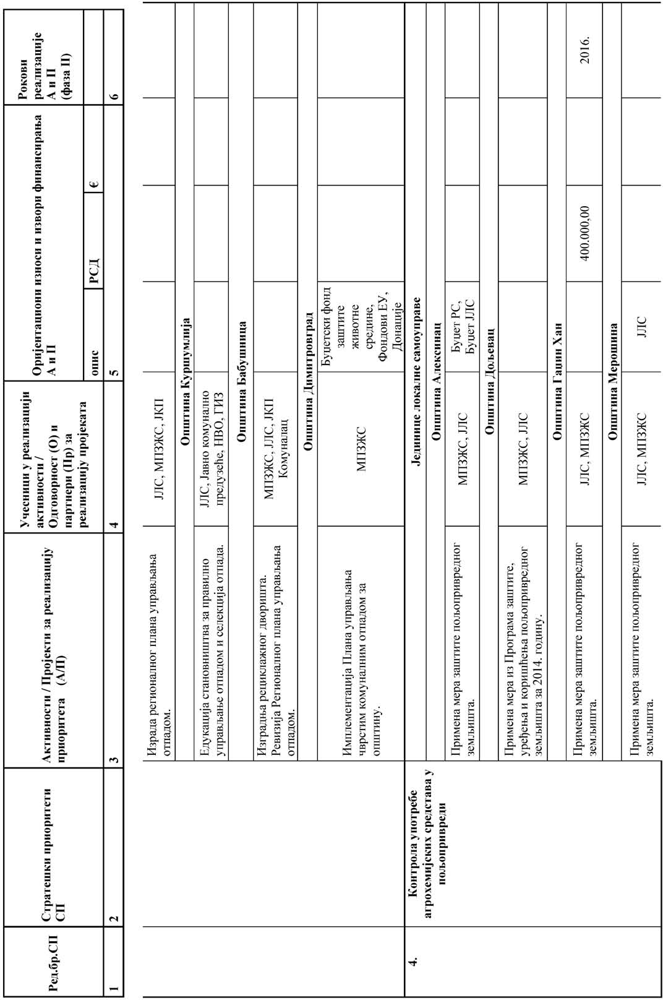 Ред.бр.СП
Стратешки приоритети
СП
Активности / Пројекти за реализацију
приоритета (А/П)
Учесници у реализацији
активности /
Одговорност (О) и
партнери (Пр) за
реализацију пројеката
Оријентациони износи и извори финансирања
А и П
опис
РСД
€
Рокови
реализације
А и П
(фаза II)
1
2
3
4
5
6
Израда регионалног плана управљања
отпадом.
ЈЛС, МПЗЖС, ЈКП
Општина Куршумлија
Едукација становништва за правилно
управљање отпадом и селекција отпада.
ЈЛС, Јавно комунално
предузеће, НВО, ГИЗ
Општина Бабушница
Изградња рециклажног дворишта.
Ревизија Регионалног плана управљања
отпадом.
МПЗЖС, ЈЛС, ЈКП
Комуналац
Општина Димитровград
Имплементација Плана управљања
чврстим комуналним отпадом за
општину.
МПЗЖС
Буџетски фонд
заштите
животне
средине,
Фондови ЕУ,
Донације
4.
Контрола употребе
агрохемијских средстава у
пољопривреди
Јединице локалне самоуправе
Општина Алексинац
Примена мера заштите пољопривредног
земљишта.
МПЗЖС, ЈЛС
Буџет РС,
Буџет ЈЛС
Општина Дољевац
Примена мера из Програма заштите,
уређења и коришћења пољопривредног
земљишта за 2014. годину.
МПЗЖС, ЈЛС
Општина Гаџин Хан
Примена мера заштите пољопривредног
земљишта.
ЈЛС, МПЗЖС
400.000,00
2016.
Општина Мерошина
Примена мера заштите пољопривредног
земљишта.
ЈЛС, МПЗЖС
ЈЛС